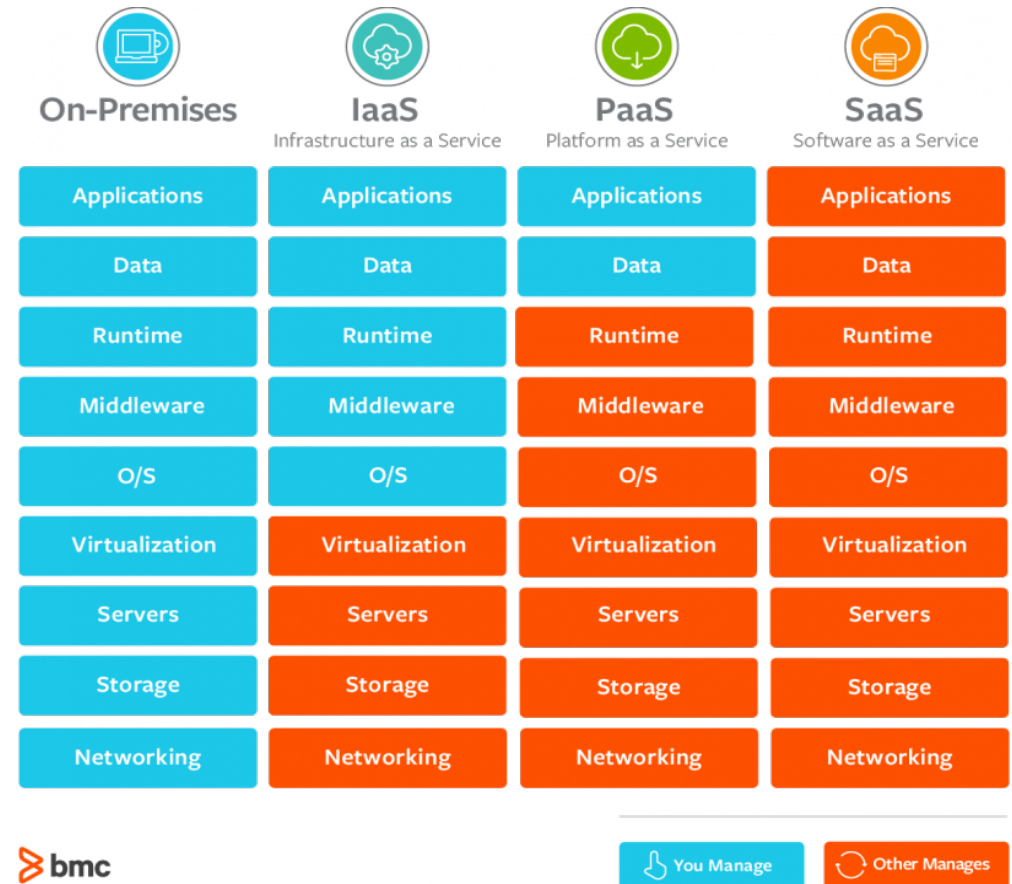 On-Premises
IaaS
Infrastructure as a Service
PaaS
Platform as a Service
SaaS
Software as a Service
Applications
Applications
Applications
Applications
Data
Data
Data
Data
Runtime
Runtime
Runtime
Runtime
Middleware
Middleware
Middleware
Middleware
O/S
O/S
O/S
O/S
Virtualization
Virtualization
Virtualization
Virtualization
Servers
Servers
Servers
Servers
Storage
Storage
Storage
Storage
Networking
Networking
Networking
Networking
bmc
You Manage
Other Manages